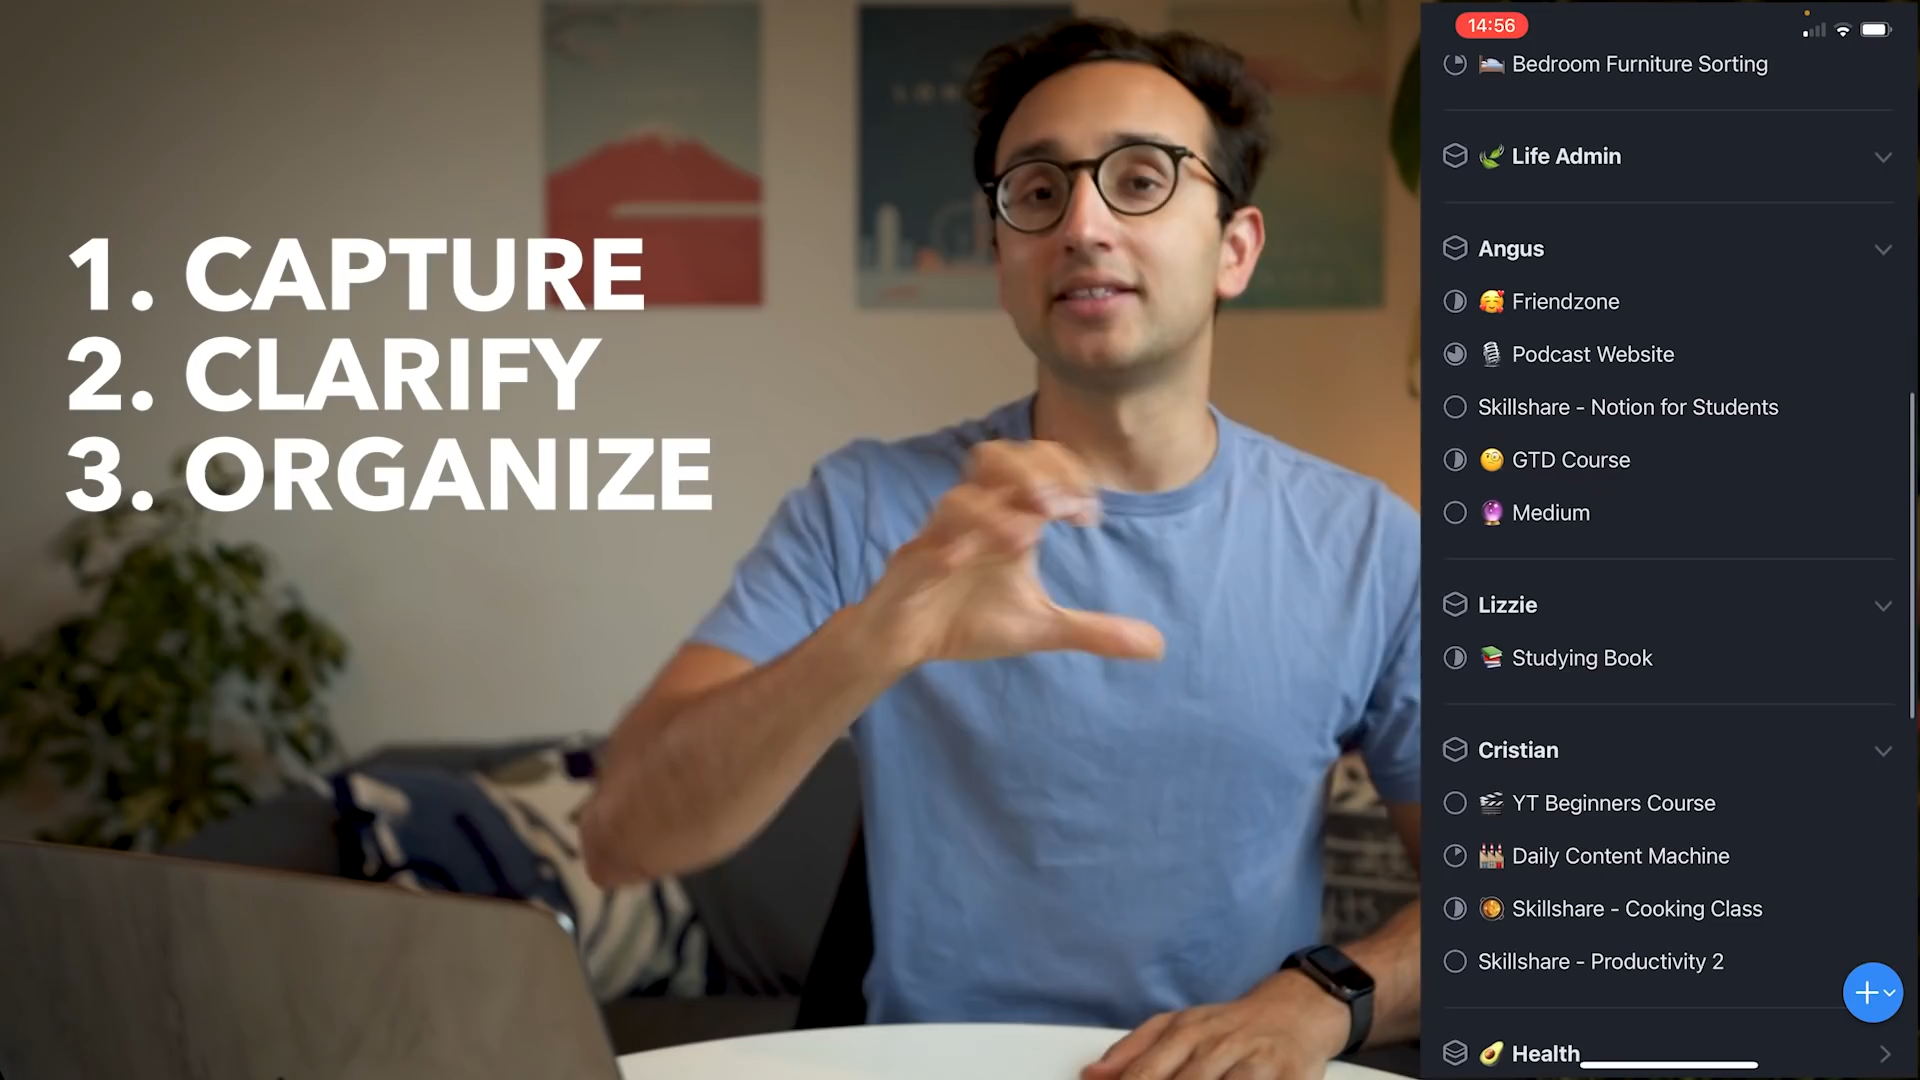 1. CAPTURE
2. CLARIFY
3. ORGANIZE
14:56
Bedroom Furniture Sorting
Life Admin
Angus
Friendzone
Podcast Website
Skillshare - Notion for Students
GTD Course
Medium
Lizzie
Studying Book
Cristian
YT Beginners Course
Daily Content Machine
Skillshare - Cooking Class
Skillshare - Productivity 2
Health